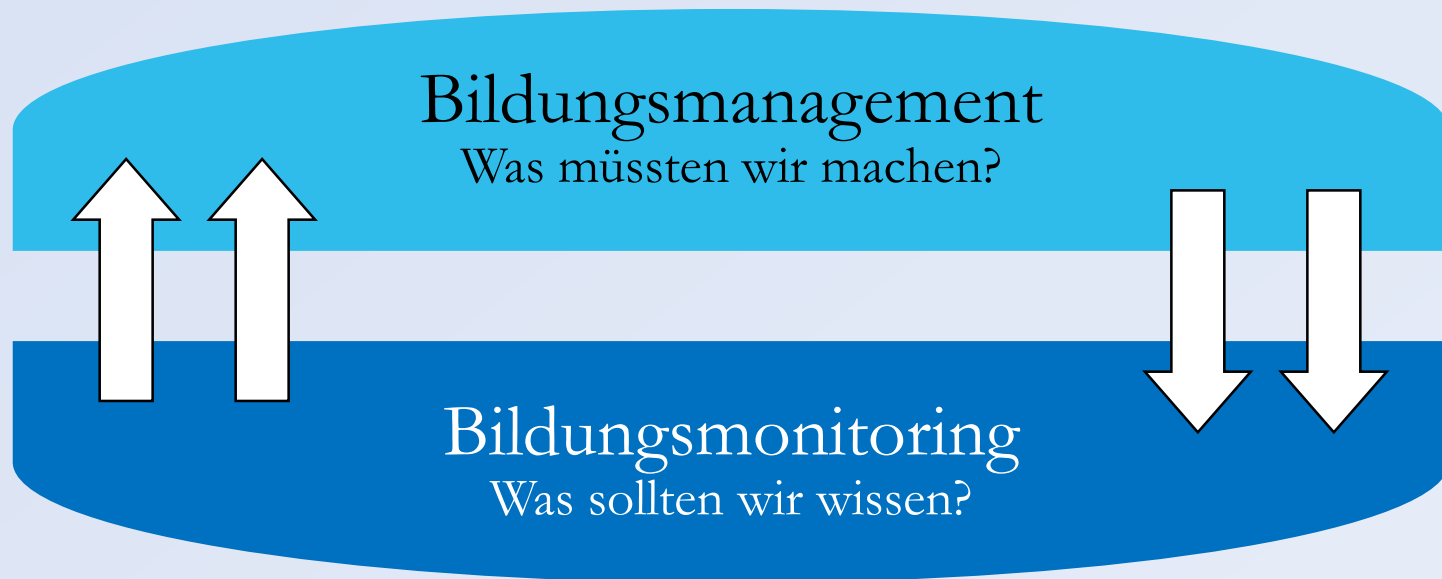 Bildungsmanagement
Was müssten wir machen?
Bildungsmonitoring
Was sollten wir wissen?